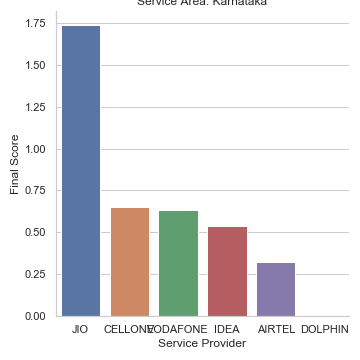 Service Area: Karnataka
1.75
1.50
1.25
1.00
0.75
0.50
0.25
0.00
Final Score
JIO CELLONE VODAFONE IDEA AIRTEL DOLPHIN
Service Provider